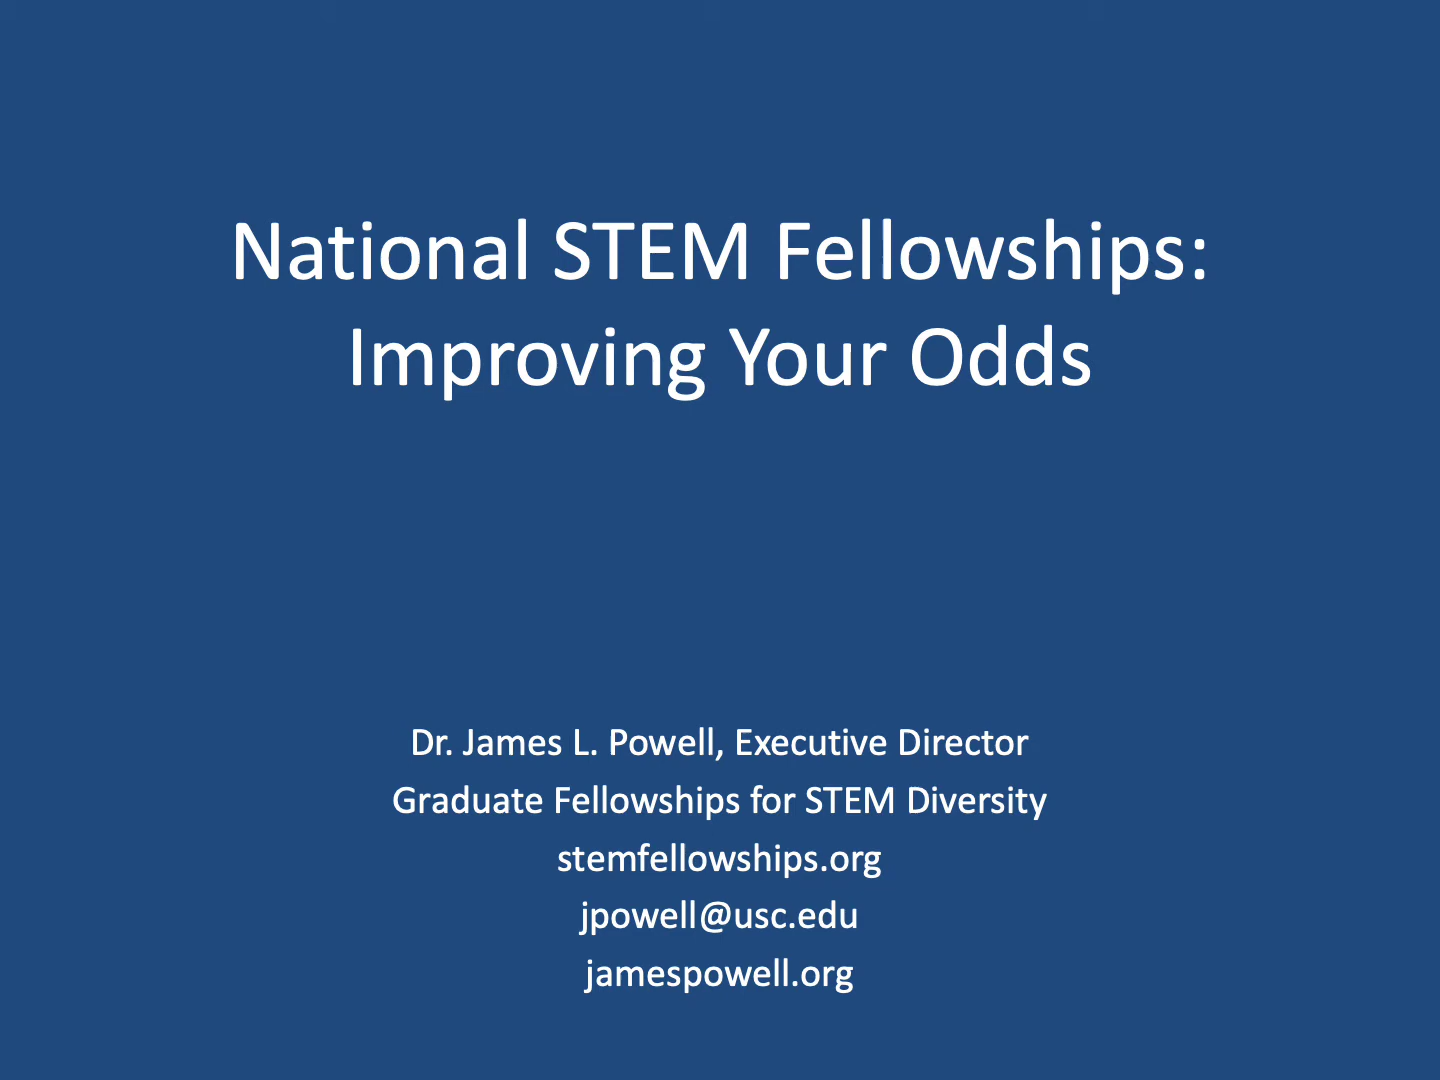 National STEM Fellowships:
Improving Your Odds
Dr. James L. Powell, Executive Director
Graduate Fellowships for STEM Diversity
stemfellowships.org
jpowell@usc.edu
jamespowell.org